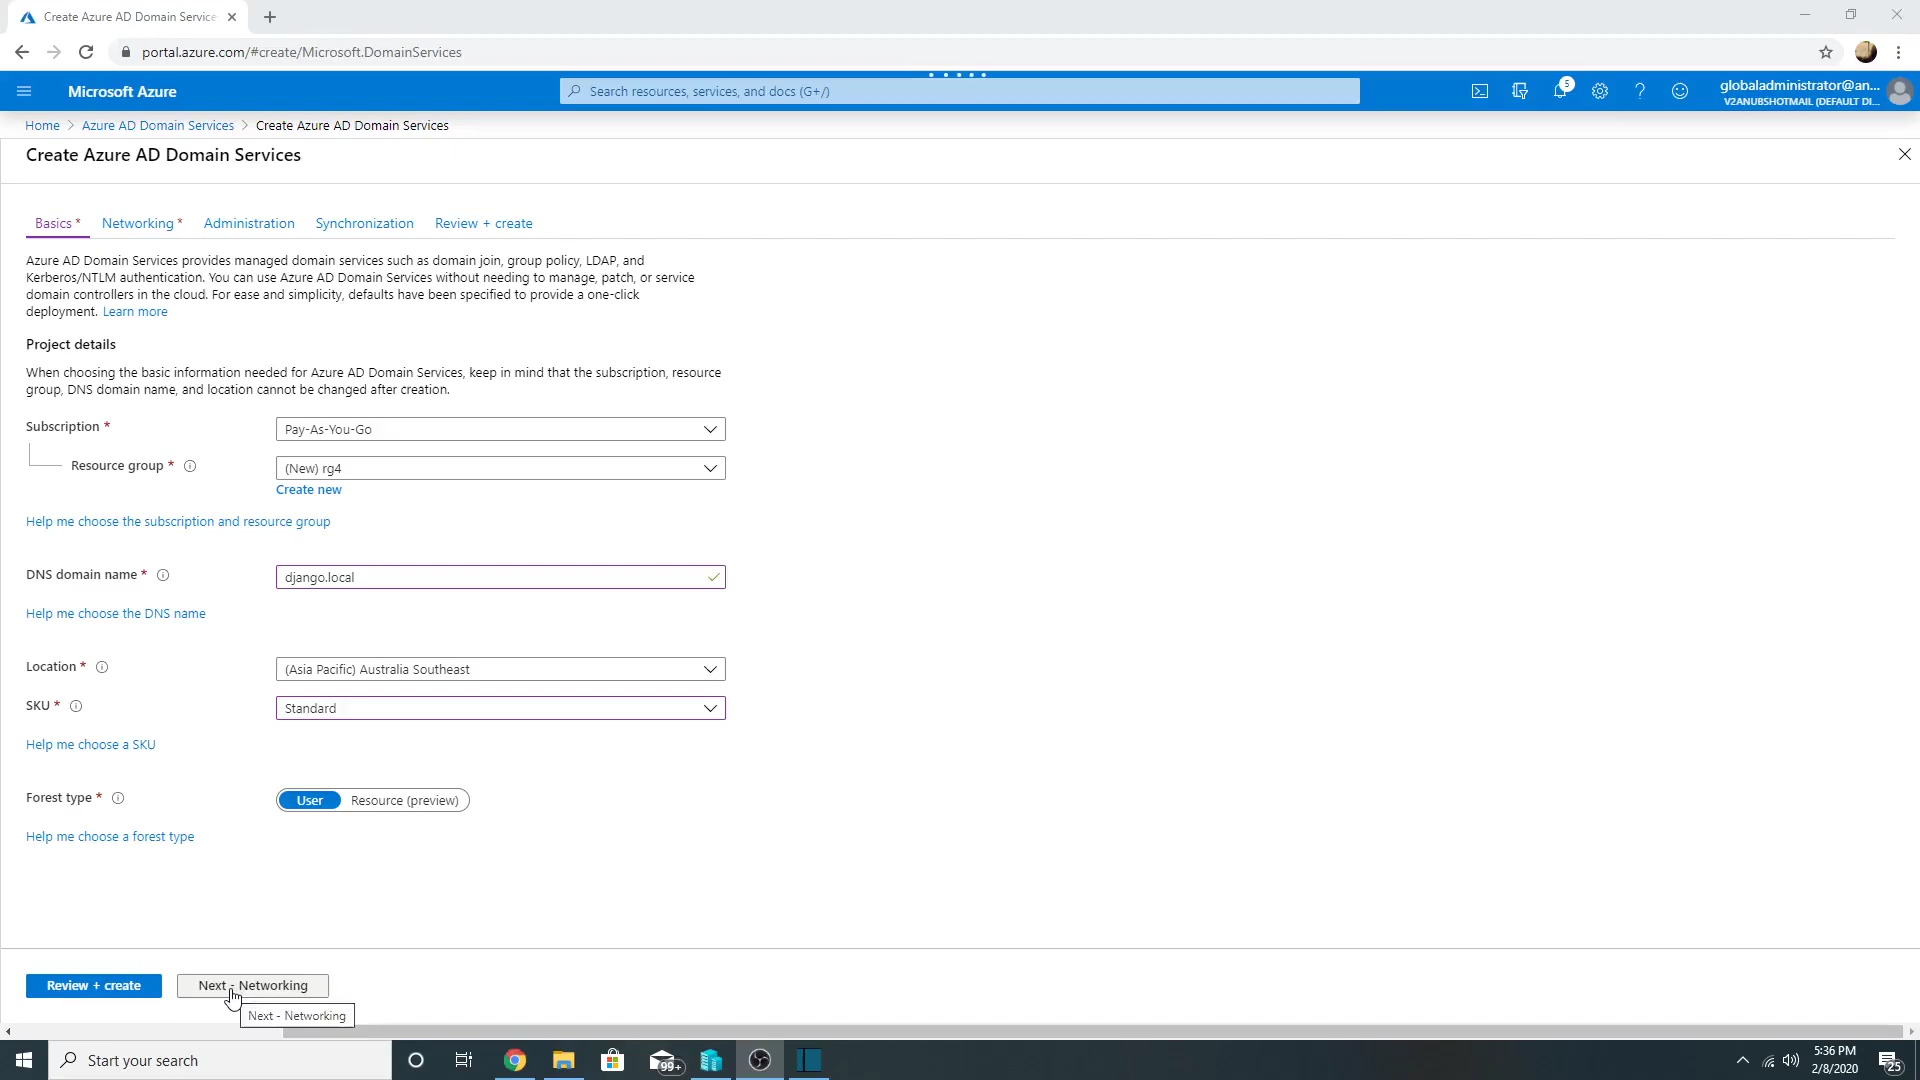 Create Azure AD Domain Service
portal.azure.com/#create/Microsoft.DomainServices
Microsoft Azure
Search resources, services, and docs (G+/)
5
globaladministrator@an...
V2ANUBSHOTMAIL (DEFAULT DI...
Home > Azure AD Domain Services > Create Azure AD Domain Services
Create Azure AD Domain Services
Basics * Networking * Administration Synchronization Review + create
Azure AD Domain Services provides managed domain services such as domain join, group policy, LDAP, and
Kerberos/NTLM authentication. You can use Azure AD Domain Services without needing to manage, patch, or service
domain controllers in the cloud. For ease and simplicity, defaults have been specified to provide a one-click
deployment. Learn more
Project details
When choosing the basic information needed for Azure AD Domain Services, keep in mind that the subscription, resource
group, DNS domain name, and location cannot be changed after creation.
Subscription * Pay-As-You-Go
Resource group * (New) rg4
Create new
Help me choose the subscription and resource group
DNS domain name * django.local
Help me choose the DNS name
Location * (Asia Pacific) Australia Southeast
SKU * Standard
Help me choose a SKU
Forest type * User Resource (preview)
Help me choose a forest type
Review + create Next - Networking
Next - Networking
Start your search
99+
5:36 PM
2/8/2020
25